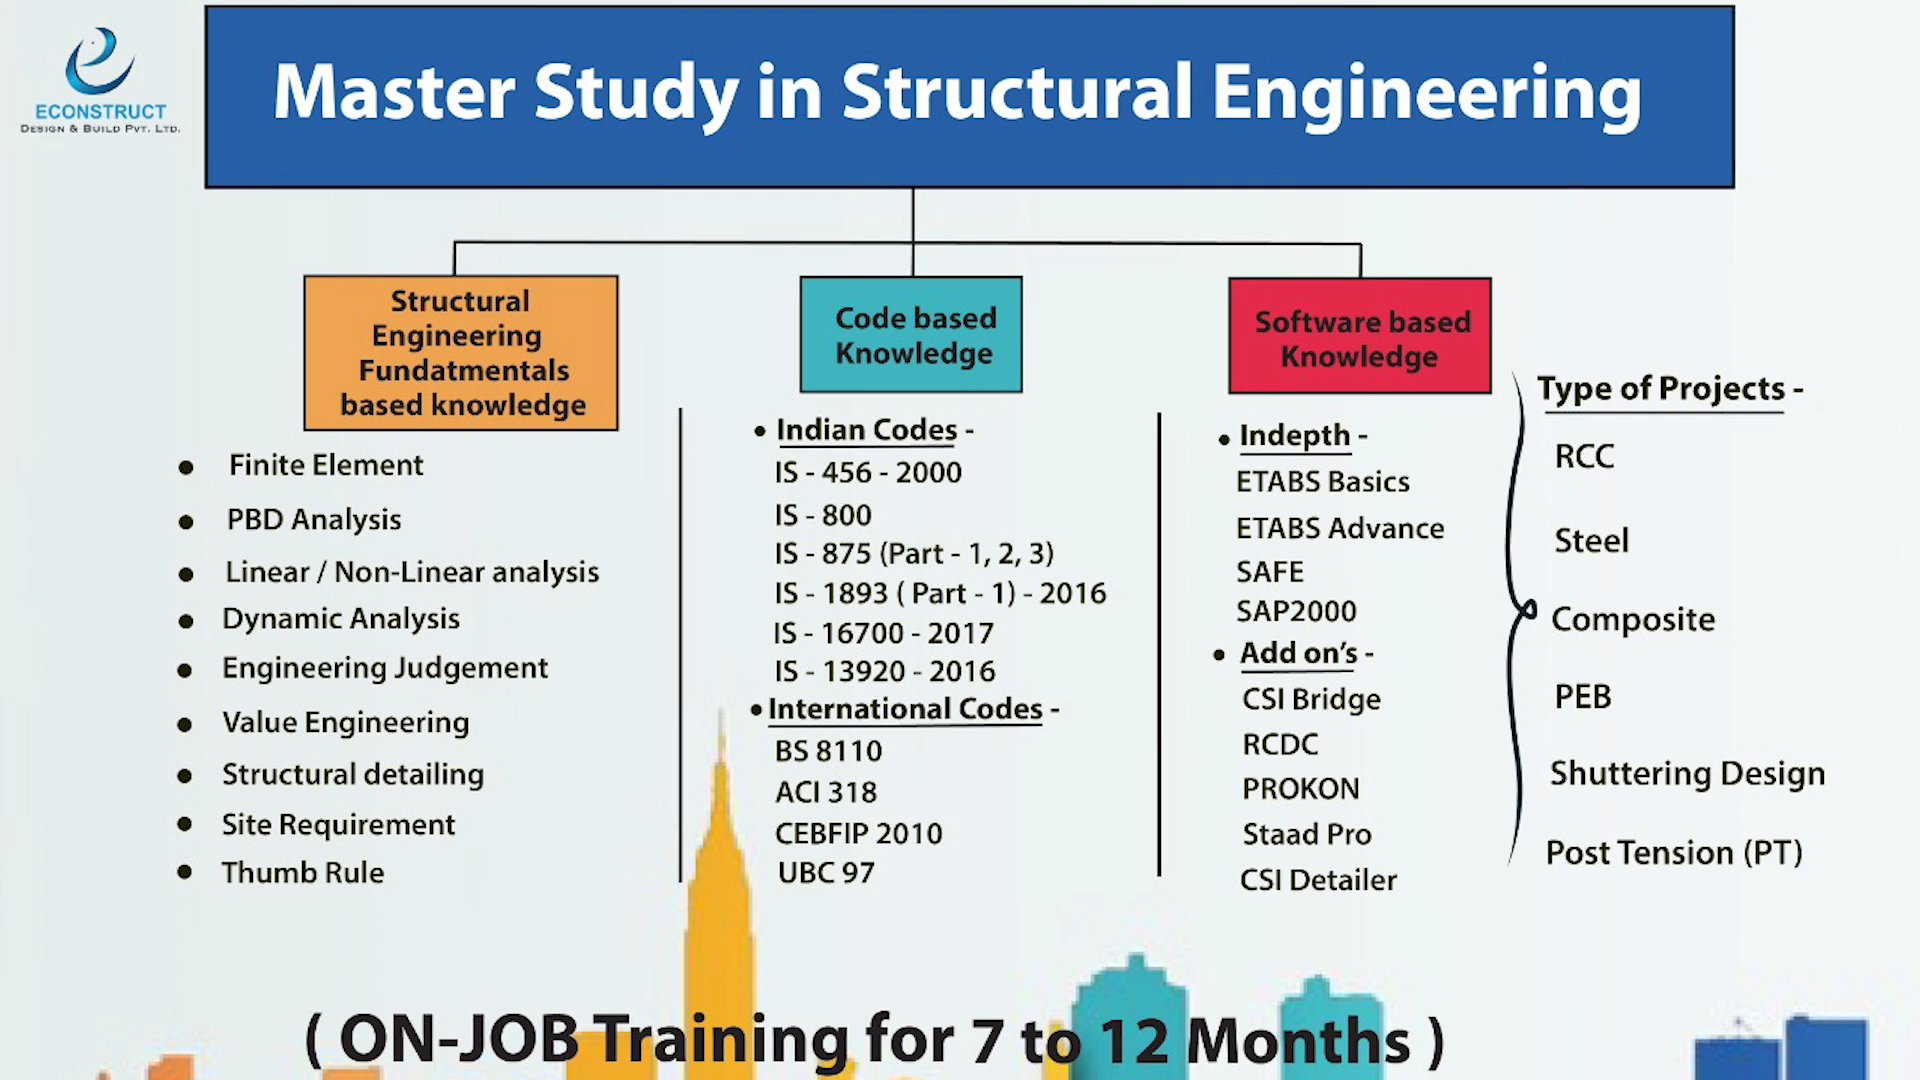 ECONSTRUCT
DESIGN & BUILD PVT. LTD.
Master Study in Structural Engineering
Structural
Engineering
Fundatmentals
based knowledge
Finite Element
PBD Analysis
Linear / Non-Linear analysis
Dynamic Analysis
Engineering Judgement
Value Engineering
Structural detailing
Site Requirement
Thumb Rule
Code based
Knowledge
Indian Codes -
IS - 456 - 2000
IS - 800
IS - 875 (Part - 1, 2, 3)
IS - 1893 ( Part - 1) - 2016
IS - 16700 - 2017
IS - 13920 - 2016
International Codes -
BS 8110
ACI 318
CEBFIP 2010
UBC 97
Software based
Knowledge
Indepth -
ETABS Basics
ETABS Advance
SAFE
SAP2000
Add on's -
CSI Bridge
RCDC
PROKON
Staad Pro
CSI Detailer
Type of Projects -
RCC
Steel
Composite
PEB
Shuttering Design
Post Tension (PT)
( ON-JOB Training for 7 to 12 Months )